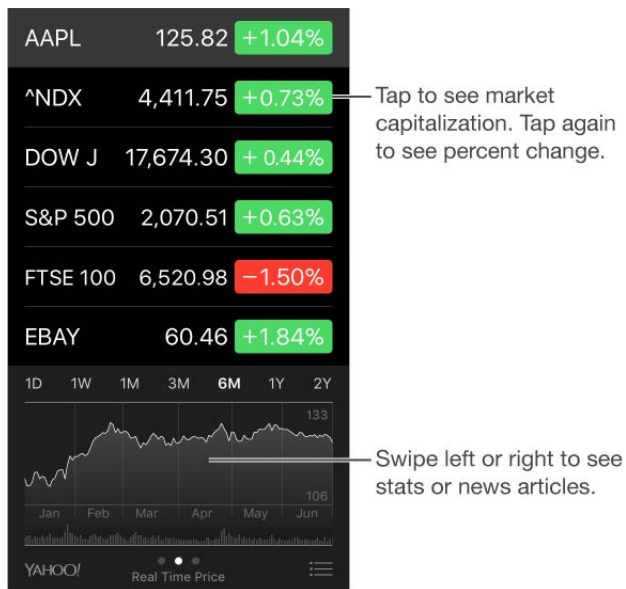 AAPL 125.82 +1.04%
^NDX 4,411.75 +0.73%
Tap to see market
capitalization. Tap again
to see percent change.
DOW J 17,674.30 + 0.44%
S&P 500 2,070.51 +0.63%
FTSE 100 6,520.98 −1.50%
EBAY 60.46 +1.84%
1D 1W 1M 3M 6M 1Y 2Y
133
Swipe left or right to see
stats or news articles.
106
Jan Feb Mar Apr May Jun
YAHOO!
Real Time Price